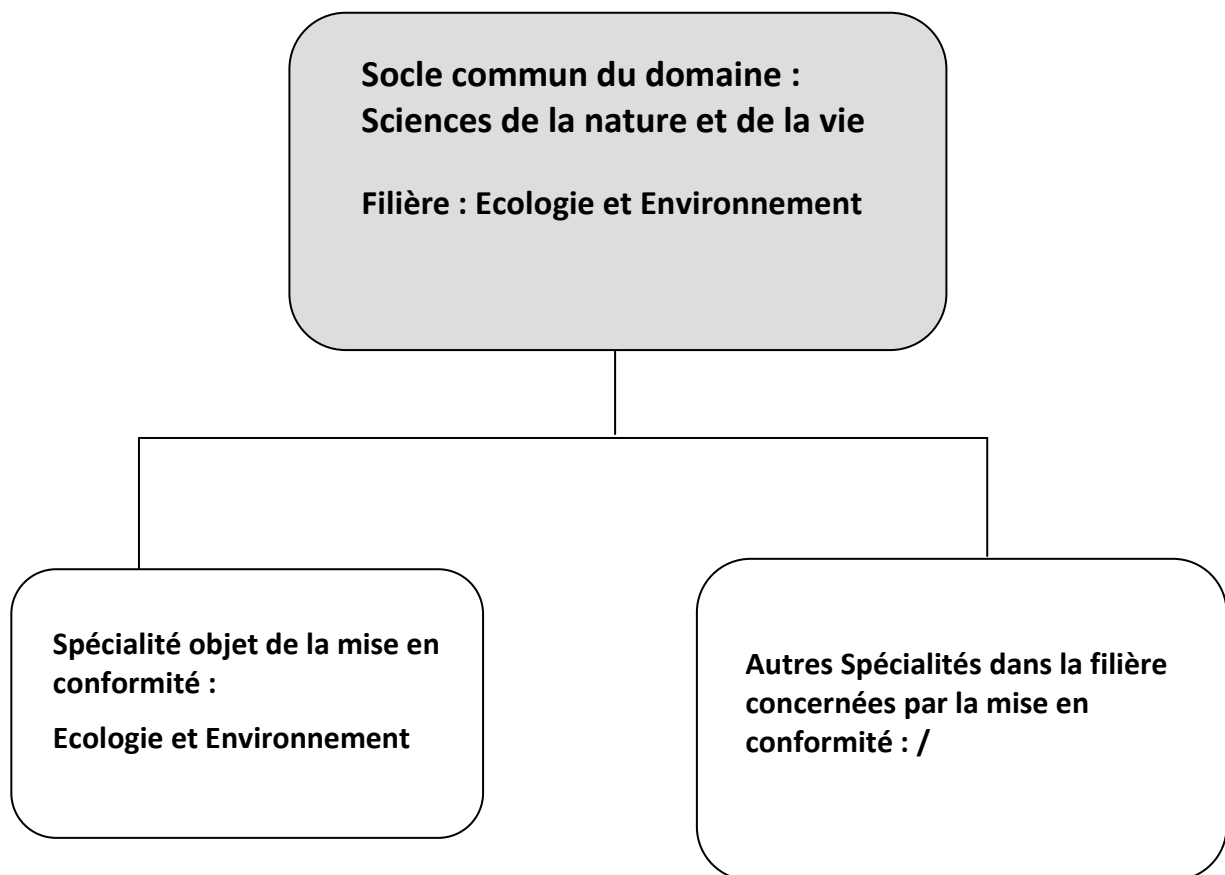 Socle commun du domaine :
Sciences de la nature et de la vie
Filière : Ecologie et Environnement
Spécialité objet de la mise en
conformité :
Ecologie et Environnement
Autres Spécialités dans la filière
concernées par la mise en
conformité : /